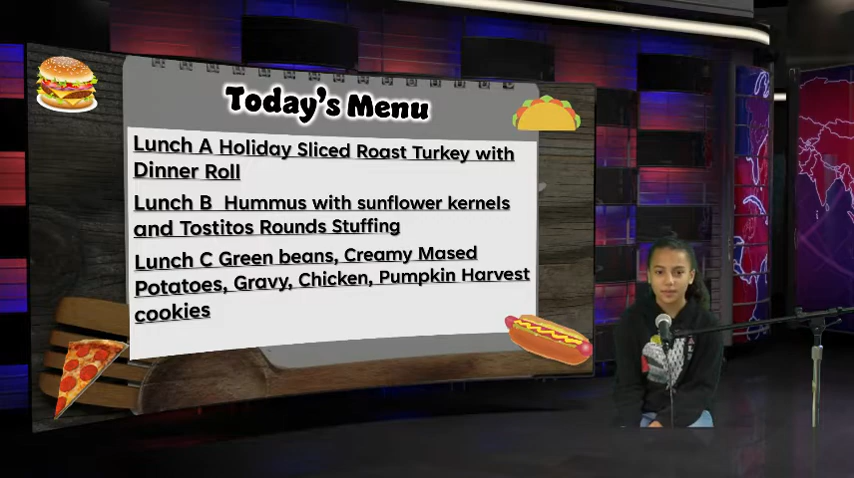 Today's Menu
Lunch A Holiday Sliced Roast Turkey with
Dinner Roll
Lunch B Hummus with sunflower kernels
and Tostitos Rounds Stuffing
Lunch C Green beans, Creamy Mased
Potatoes, Gravy, Chicken, Pumpkin Harvest
cookies